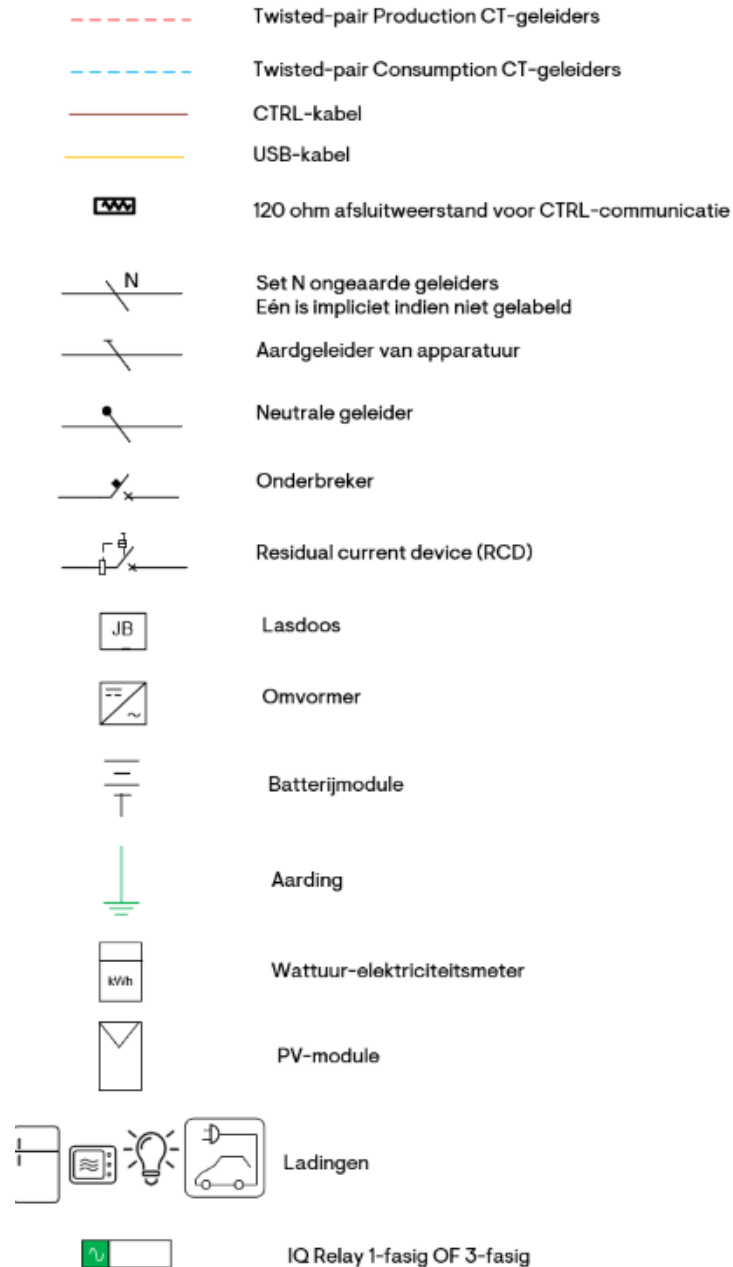 Twisted-pair Production CT-geleiders
Twisted-pair Consumption CT-geleiders
CTRL-kabel
USB-kabel
120 ohm afsluitweerstand voor CTRL-communicatie
N
Set N ongeaarde geleiders
Eén is impliciet indien niet gelabeld
Aardgeleider van apparatuur
Neutrale geleider
Onderbreker
Residual current device (RCD)
JB
Lasdoos
Omvormer
Batterijmodule
Aarding
kWh
Wattuur-elektriciteitsmeter
PV-module
Ladingen
IQ Relay 1-fasig OF 3-fasig